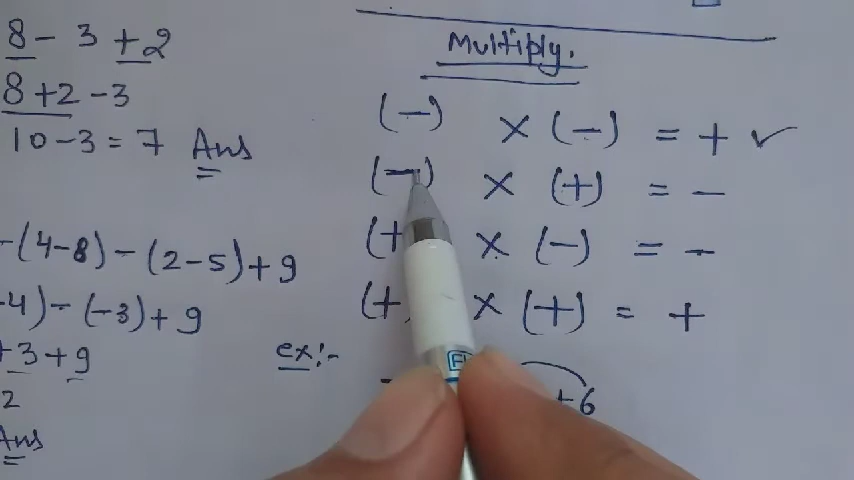 8 - 3 + 2
8 + 2 - 3
10 - 3 = 7 Ans
-(4-8) - (2-5) + 9
-4) - (-3) + 9
+3 + 9
2
Ans
Multiply.
(-) × (-) = + ✓
(-) × (+) = -
(+) × (-) = -
(+) × (+) = +
ex:-
+6